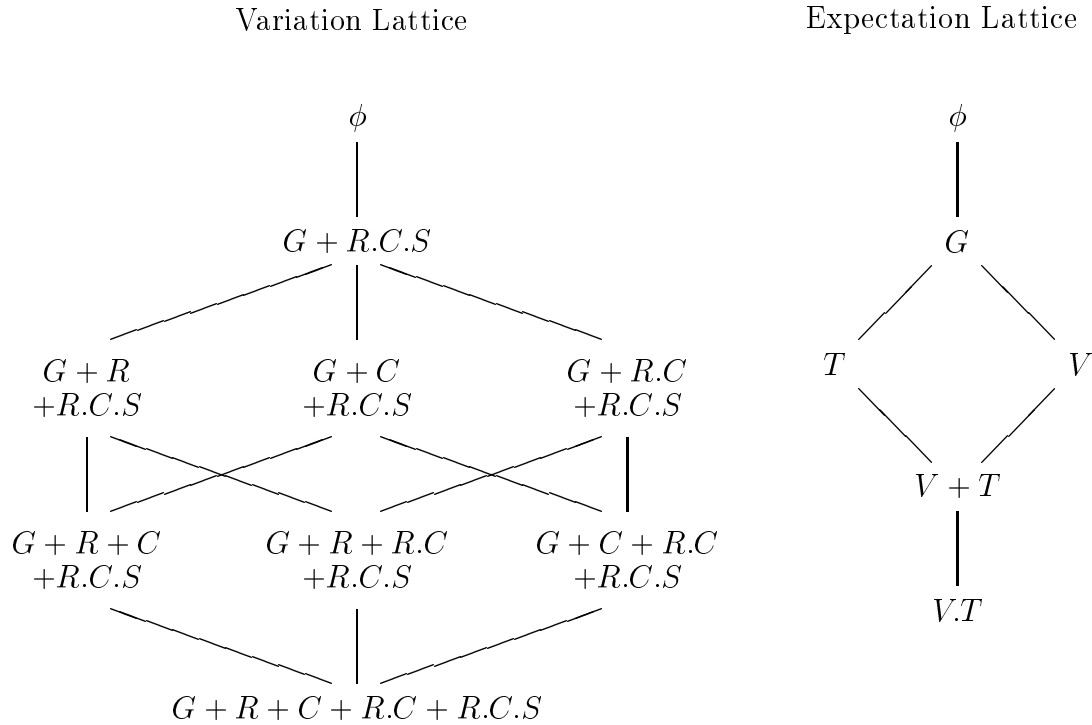 Variation Lattice
ϕ
G + R.C.S
G + R
+R.C.S
G + C
+R.C.S
G + R.C
+R.C.S
G + R + C
+R.C.S
G + R + R.C
+R.C.S
G + C + R.C
+R.C.S
G + R + C + R.C + R.C.S
Expectation Lattice
ϕ
G
T
V
V + T
V.T